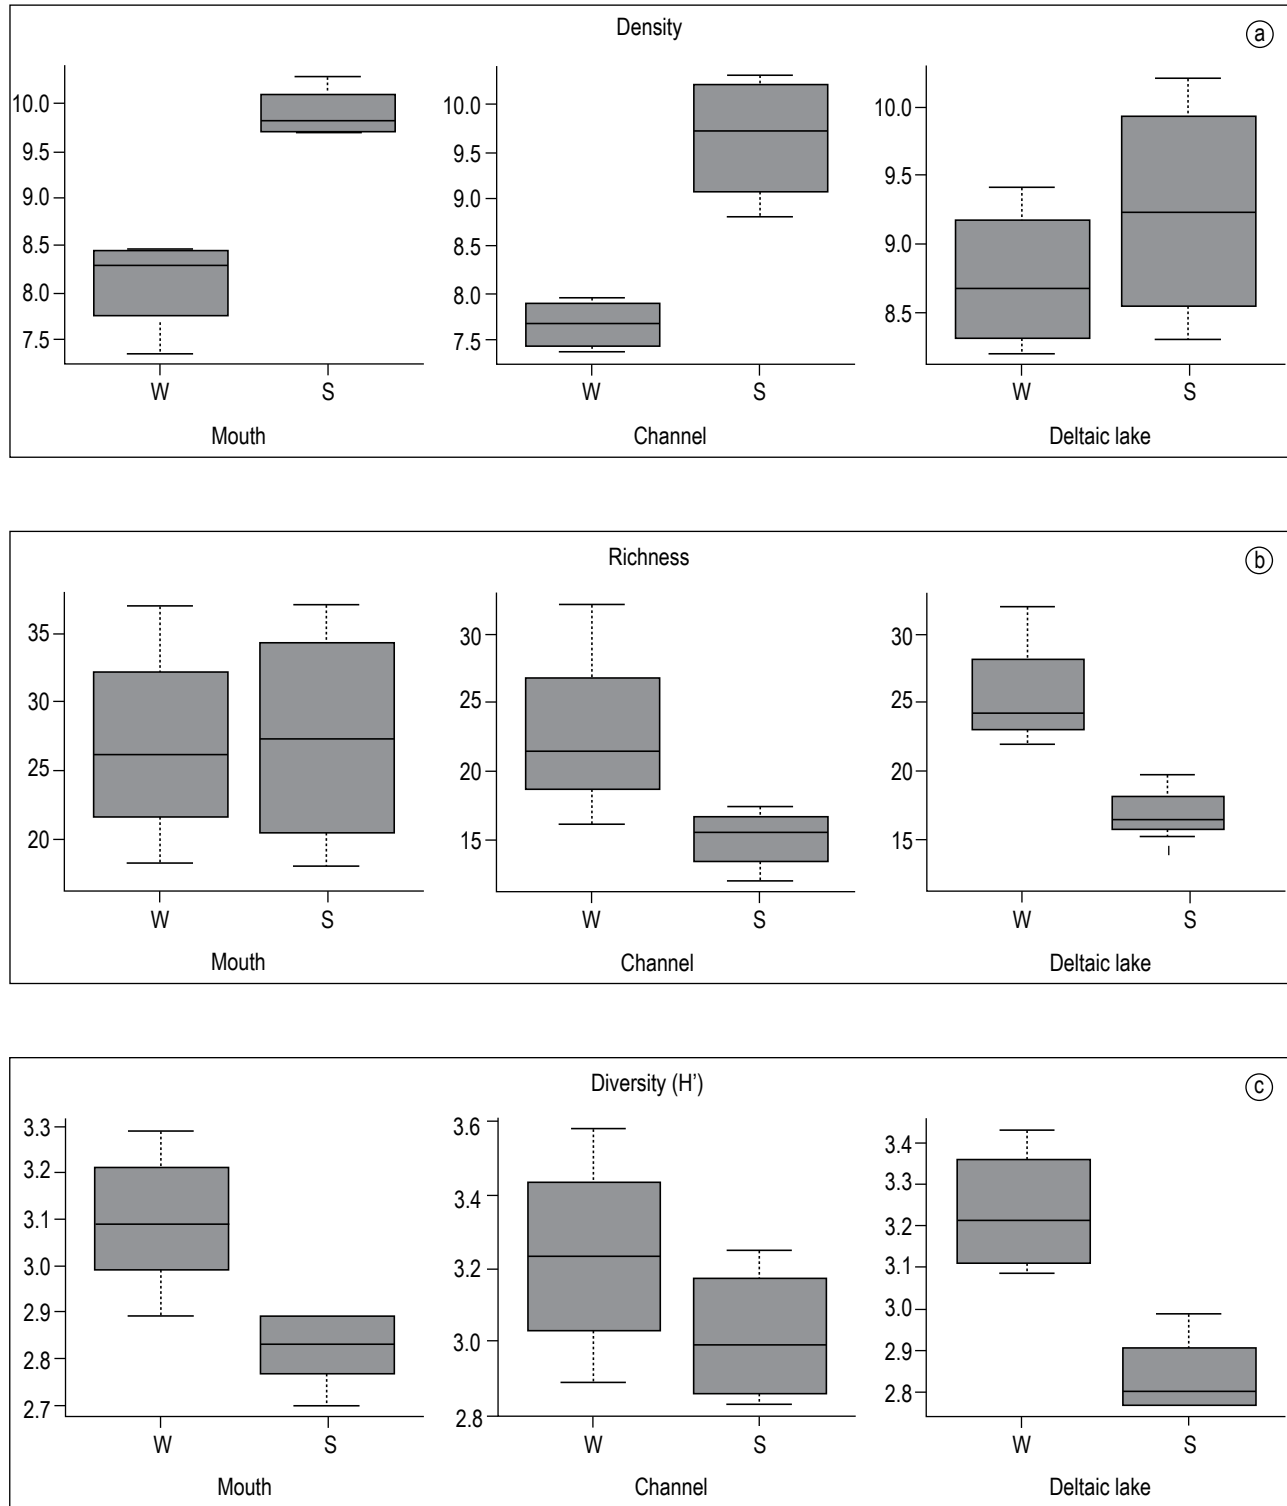 Density
a
10.0
9.5
9.0
8.5
8.0
7.5
W S
Mouth
10.0
9.5
9.0
8.5
8.0
7.5
W S
Channel
10.0
9.5
9.0
8.5
W S
Deltaic lake
Richness
b
35
30
25
20
W S
Mouth
30
25
20
15
W S
Channel
30
25
20
15
W S
Deltaic lake
Diversity (H’)
c
3.3
3.2
3.1
3.0
2.9
2.8
2.7
W S
Mouth
3.6
3.4
3.2
3.0
2.8
W S
Channel
3.4
3.3
3.2
3.1
3.0
2.9
2.8
W S
Deltaic lake